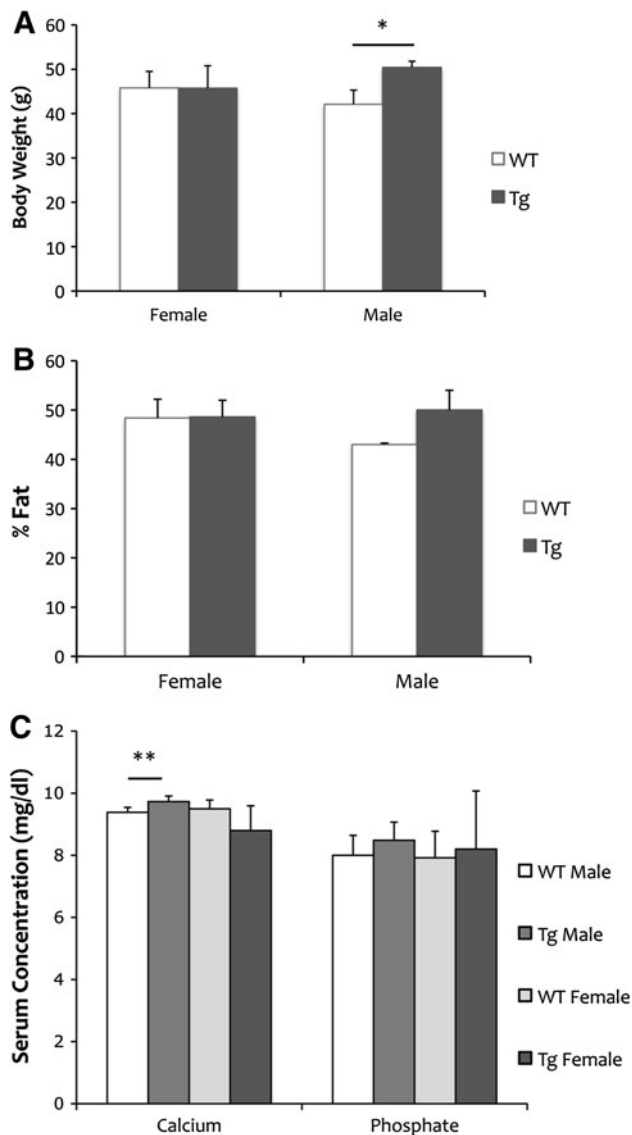 A
Body Weight (g)
60
50
40
30
20
10
0
*
Female Male
WT
Tg
B
% Fat
60
50
40
30
20
10
0
Female Male
WT
Tg
C
Serum Concentration (mg/dl)
12
10
8
6
4
2
0
**
Calcium Phosphate
WT Male
Tg Male
WT Female
Tg Female